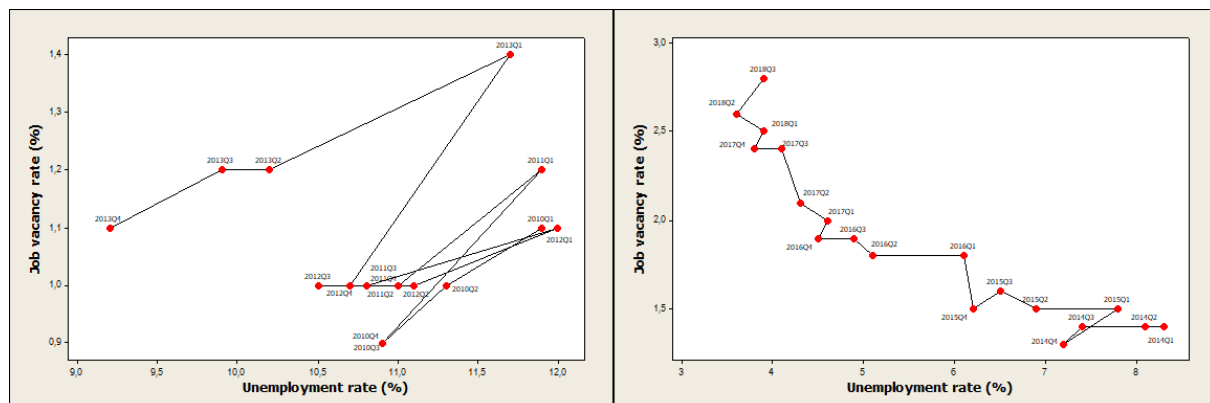 Job vacancy rate (%)
1,4
1,3
1,2
1,1
1,0
0,9
2013Q1
2013Q3
2013Q2
2011Q1
2013Q4
2010Q1
2012Q1
2012Q3
2011Q3
2011Q4
2012Q4
2011Q2
2012Q2
2010Q2
2010Q4
2010Q3
9,0
9,5
10,0
10,5
11,0
11,5
12,0
Unemployment rate (%)
Job vacancy rate (%)
3,0
2,5
2,0
1,5
2018Q3
2018Q2
2018Q1
2017Q4
2017Q3
2017Q2
2017Q1
2016Q3
2016Q4
2016Q2
2016Q1
2015Q3
2015Q4
2015Q2
2015Q1
2014Q3
2014Q2
2014Q4
2014Q1
3
4
5
6
7
8
Unemployment rate (%)